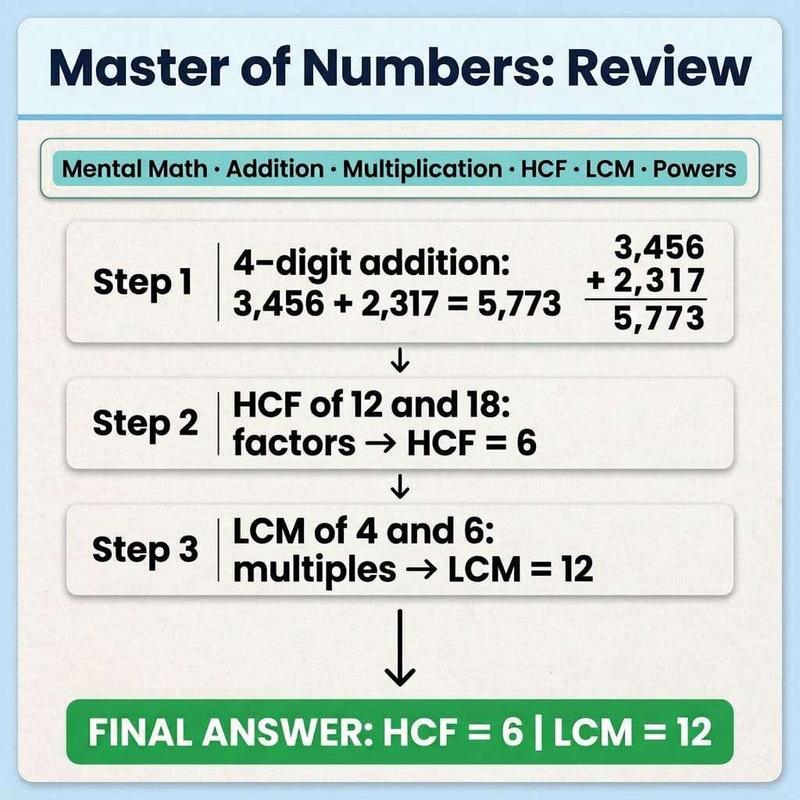 Master of Numbers: Review
Mental Math · Addition · Multiplication · HCF · LCM · Powers
Step 1
4–digit addition:
3,456 + 2,317 = 5,773
3,456
+ 2,317
5,773
↓
Step 2
HCF of 12 and 18:
factors → HCF = 6
↓
Step 3
LCM of 4 and 6:
multiples → LCM = 12
↓
FINAL ANSWER: HCF = 6 | LCM = 12